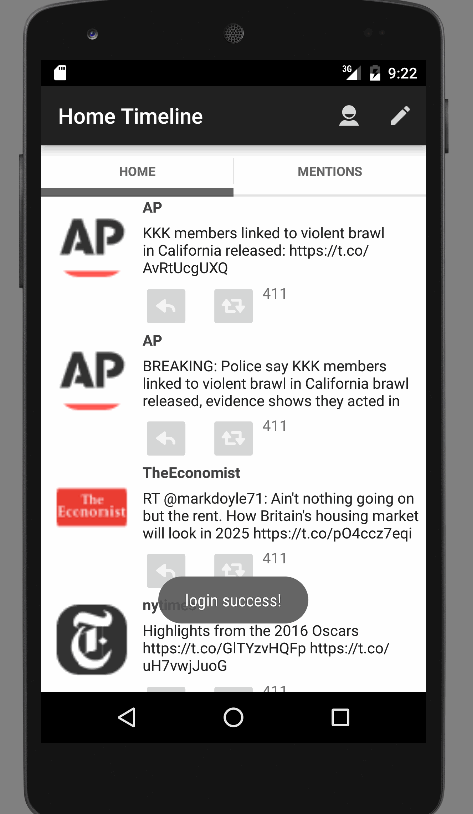 3G 9:22
Home Timeline
HOME MENTIONS
AP
AP
KKK members linked to violent brawl
in California released: https://t.co/
AvRtUcgUXQ
411
AP
AP
BREAKING: Police say KKK members
linked to violent brawl in California brawl
released, evidence shows they acted in
411
TheEconomist
The
Economist
RT @markdoyle71: Ain't nothing going on
but the rent. How Britain's housing market
will look in 2025 https://t.co/pO4ccz7eqi
411
login success!
T
Highlights from the 2016 Oscars
https://t.co/GlTYzvHQFp https://t.co/
uH7vwjJuoG
411